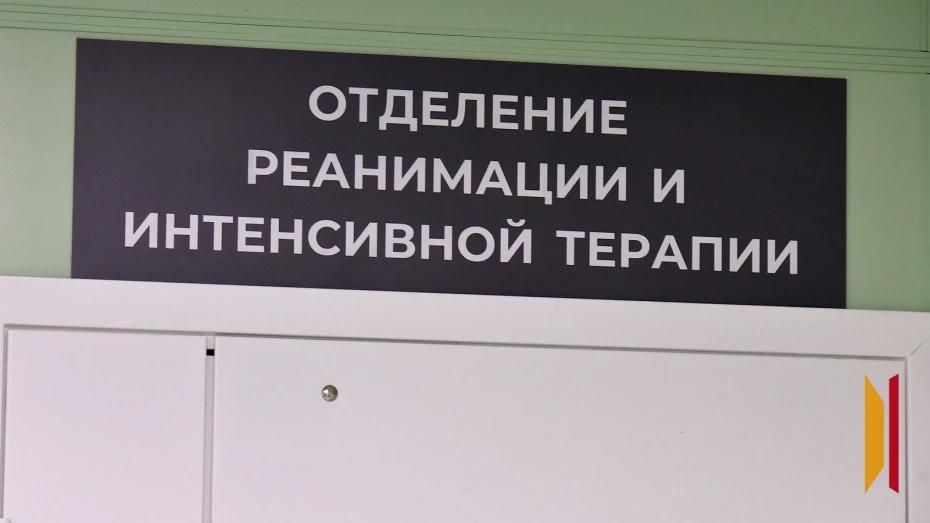 ОТДЕЛЕНИЕ
РЕАНИМАЦИИ И
ИНТЕНСИВНОЙ ТЕРАПИИ